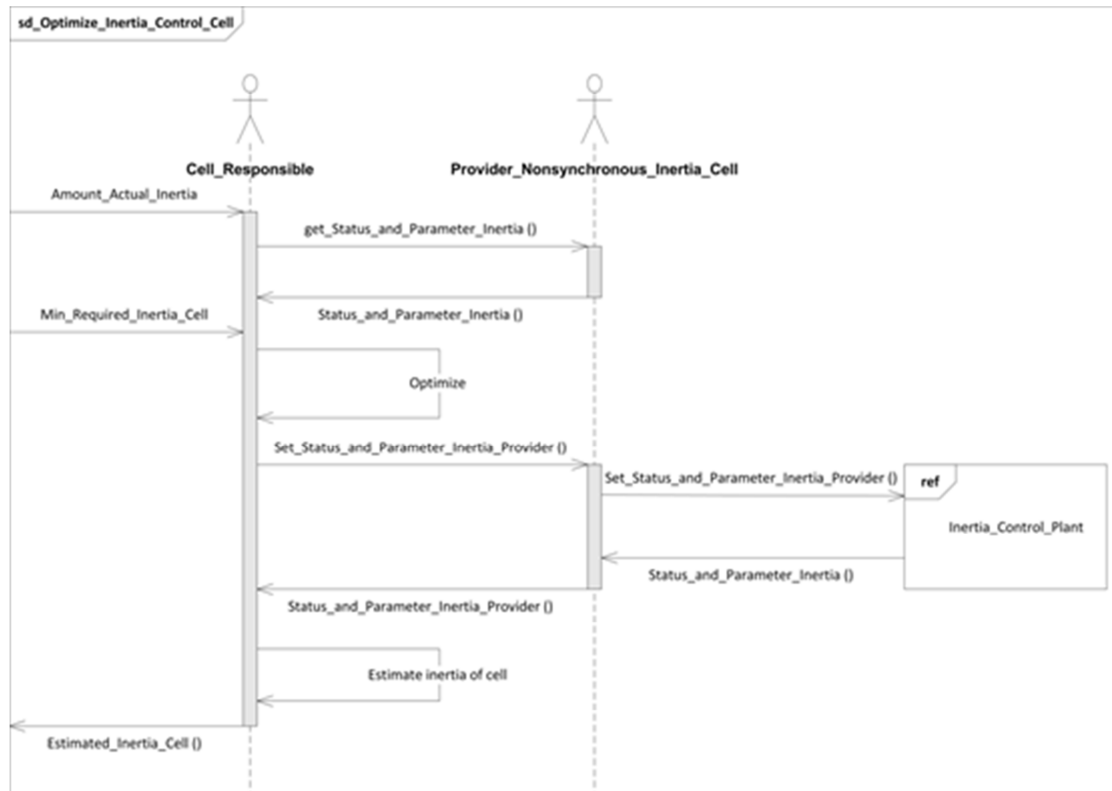 sd_Optimize_Inertia_Control_Cell
Cell_Responsible
Provider_Nonsynchronous_Inertia_Cell
Amount_Actual_Inertia
get_Status_and_Parameter_Inertia ()
Status_and_Parameter_Inertia ()
Min_Required_Inertia_Cell
Optimize
Set_Status_and_Parameter_Inertia_Provider ()
Set_Status_and_Parameter_Inertia_Provider ()
ref
Inertia_Control_Plant
Status_and_Parameter_Inertia ()
Status_and_Parameter_Inertia_Provider ()
Estimate inertia of cell
Estimated_Inertia_Cell ()